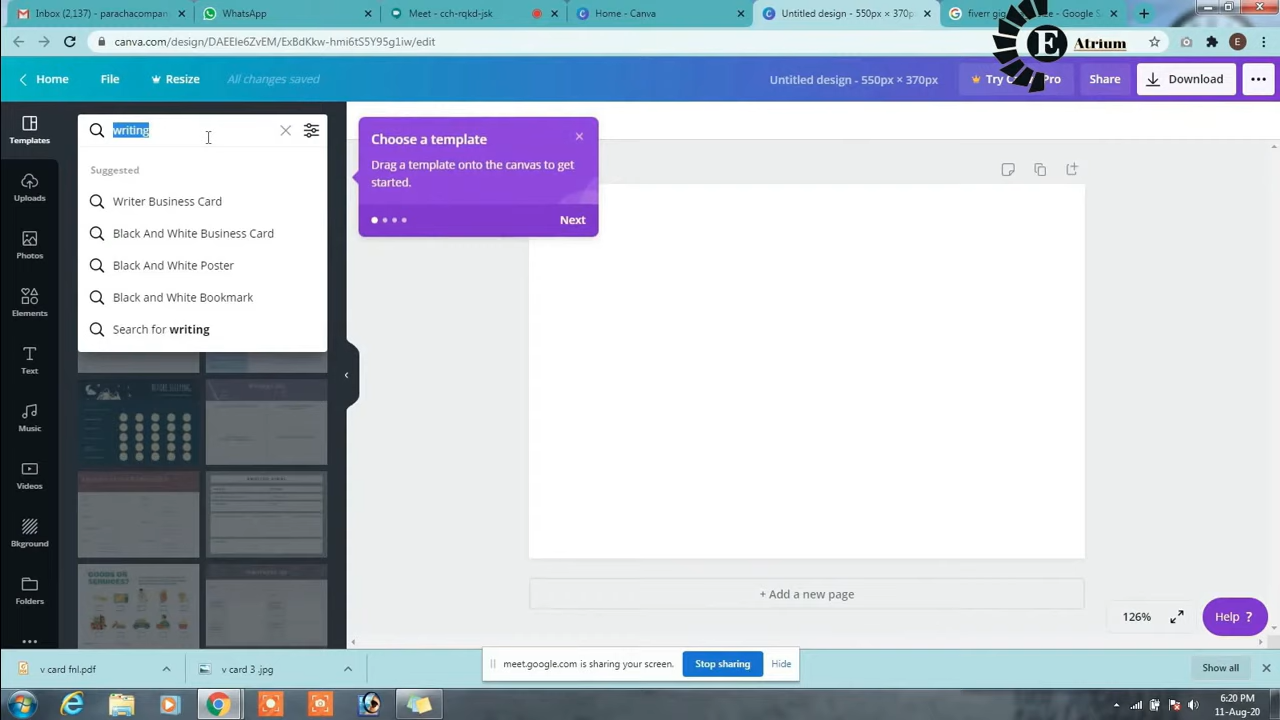 Inbox (2,137) - parachacompan
WhatsApp
Meet - cch-rqkd-jsk
Home - Canva
Untitled design - 550px × 370p
canva.com/design/DAEEIe6ZvEM/ExBdKkw-hmi6tS5Y95g1iw/edit
E
Atrium
E
Home
File
Resize
All changes saved
Untitled design - 550px × 370px
Share
Download
Templates
writing
Choose a template
Drag a template onto the canvas to get
started.
Next
Suggested
Writer Business Card
Black And White Business Card
Black And White Poster
Black and White Bookmark
Search for writing
Uploads
Photos
Elements
Text
Music
Videos
Bkground
Folders
+ Add a new page
126%
Help ?
v card fnl.pdf
v card 3 .jpg
meet.google.com is sharing your screen.
Stop sharing
Hide
Show all
6:20 PM
11-Aug-20